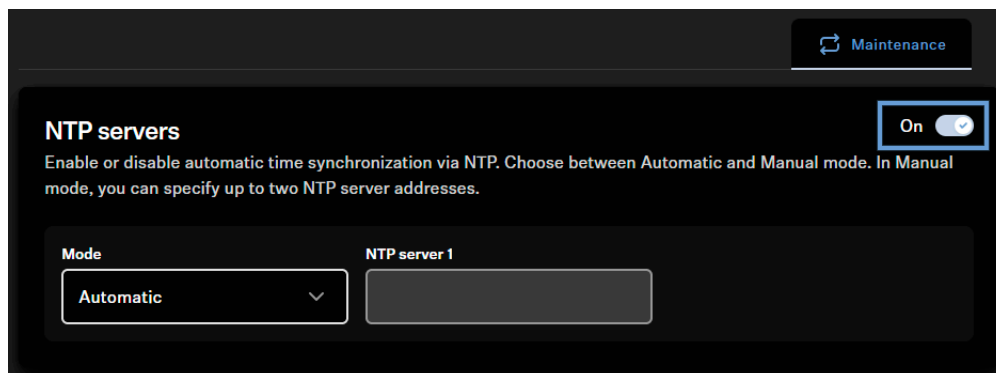 Maintenance
NTP servers
On
Enable or disable automatic time synchronization via NTP. Choose between Automatic and Manual mode. In Manual
mode, you can specify up to two NTP server addresses.
Mode
NTP server 1
Automatic